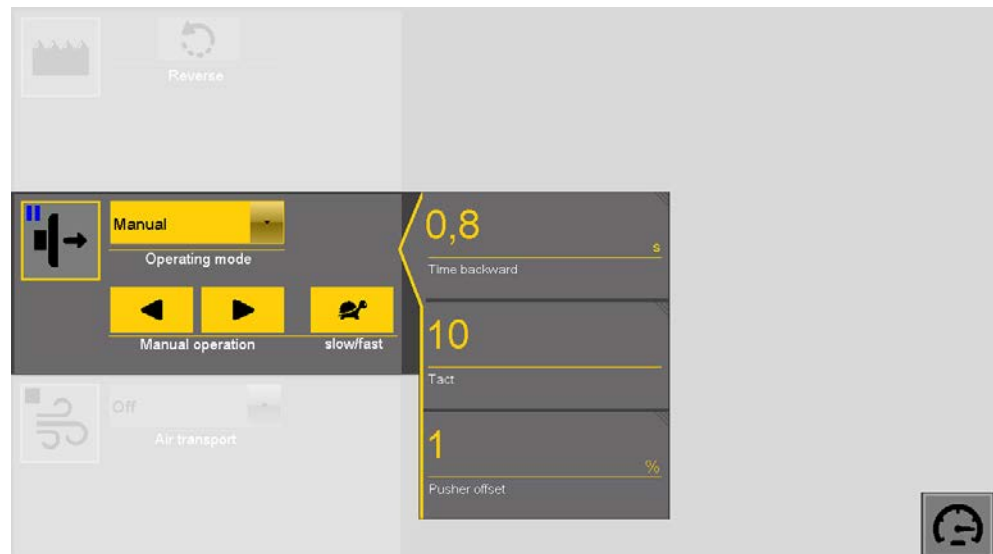 Reverse
Manual
Operating mode
Manual operation
slow/fast
0,8
s
Time backward
10
Tact
1
%
Pusher offset
Off
Air transport